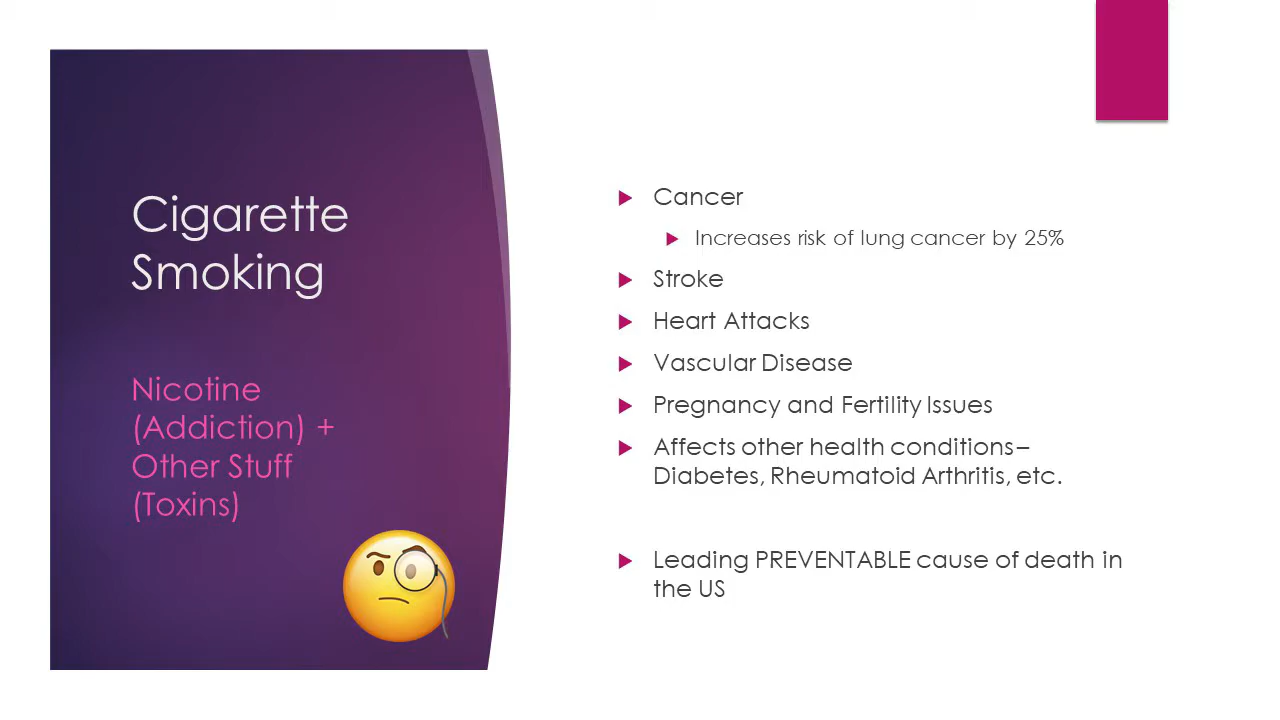 Cigarette
Smoking
Nicotine
(Addiction) +
Other Stuff
(Toxins)
Cancer
Increases risk of lung cancer by 25%
Stroke
Heart Attacks
Vascular Disease
Pregnancy and Fertility Issues
Affects other health conditions–
Diabetes, Rheumatoid Arthritis, etc.
Leading PREVENTABLE cause of death in
the US